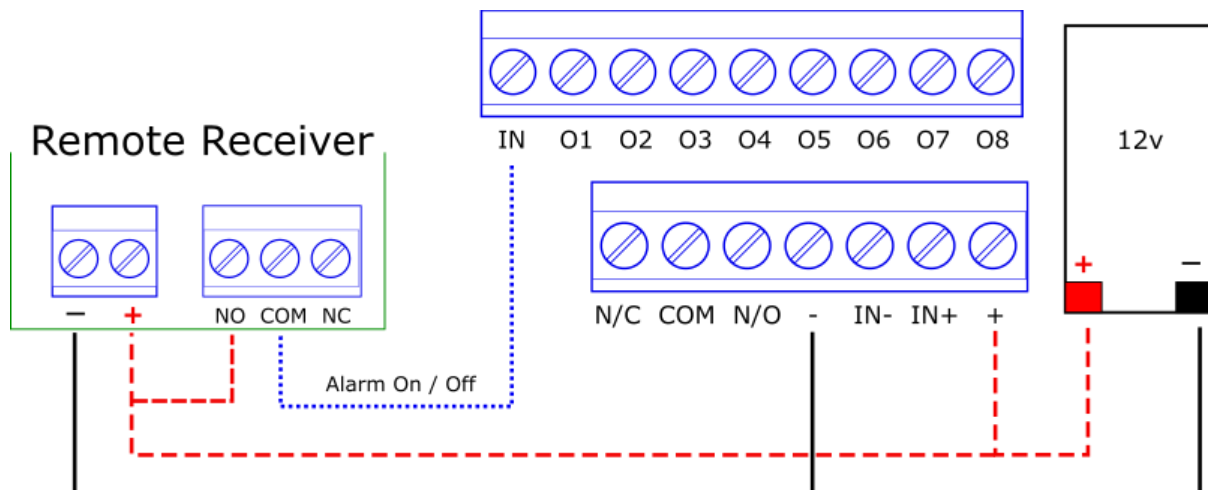 Remote Receiver
IN O1 O2 O3 O4 O5 O6 O7 O8
12v
+ −
N/C COM N/O - IN- IN+ +
− + NO COM NC
Alarm On / Off